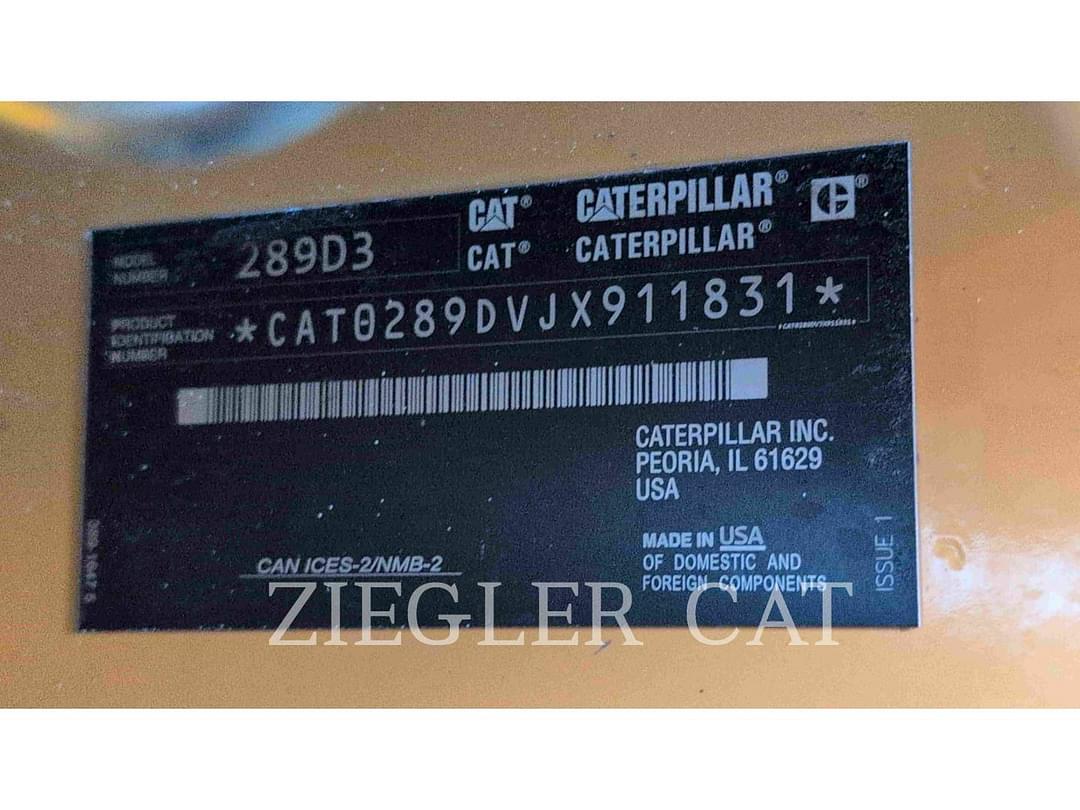 CAT® CATERPILLAR® C®
MODEL NUMBER 289D3 CAT® CATERPILLAR®
PRODUCT IDENTIFICATION NUMBER *CAT0289DVJX911831*
CATERPILLAR INC.
PEORIA, IL 61629
USA
MADE IN USA
OF DOMESTIC AND
FOREIGN COMPONENTS
CAN ICES-2/NMB-2
ISSUE 1
ZIEGLER CAT